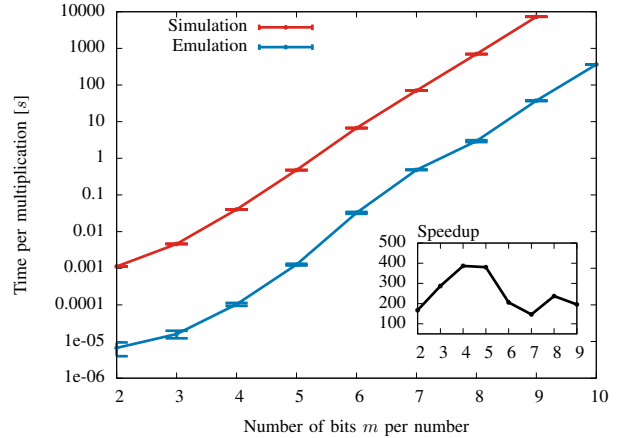 10000
1000
100
10
1
0.1
0.01
0.001
0.0001
1e-05
1e-06
Time per multiplication [s]
Simulation
Emulation
Speedup
500
400
300
200
100
2 3 4 5 6 7 8 9
2 3 4 5 6 7 8 9 10
Number of bits m per number